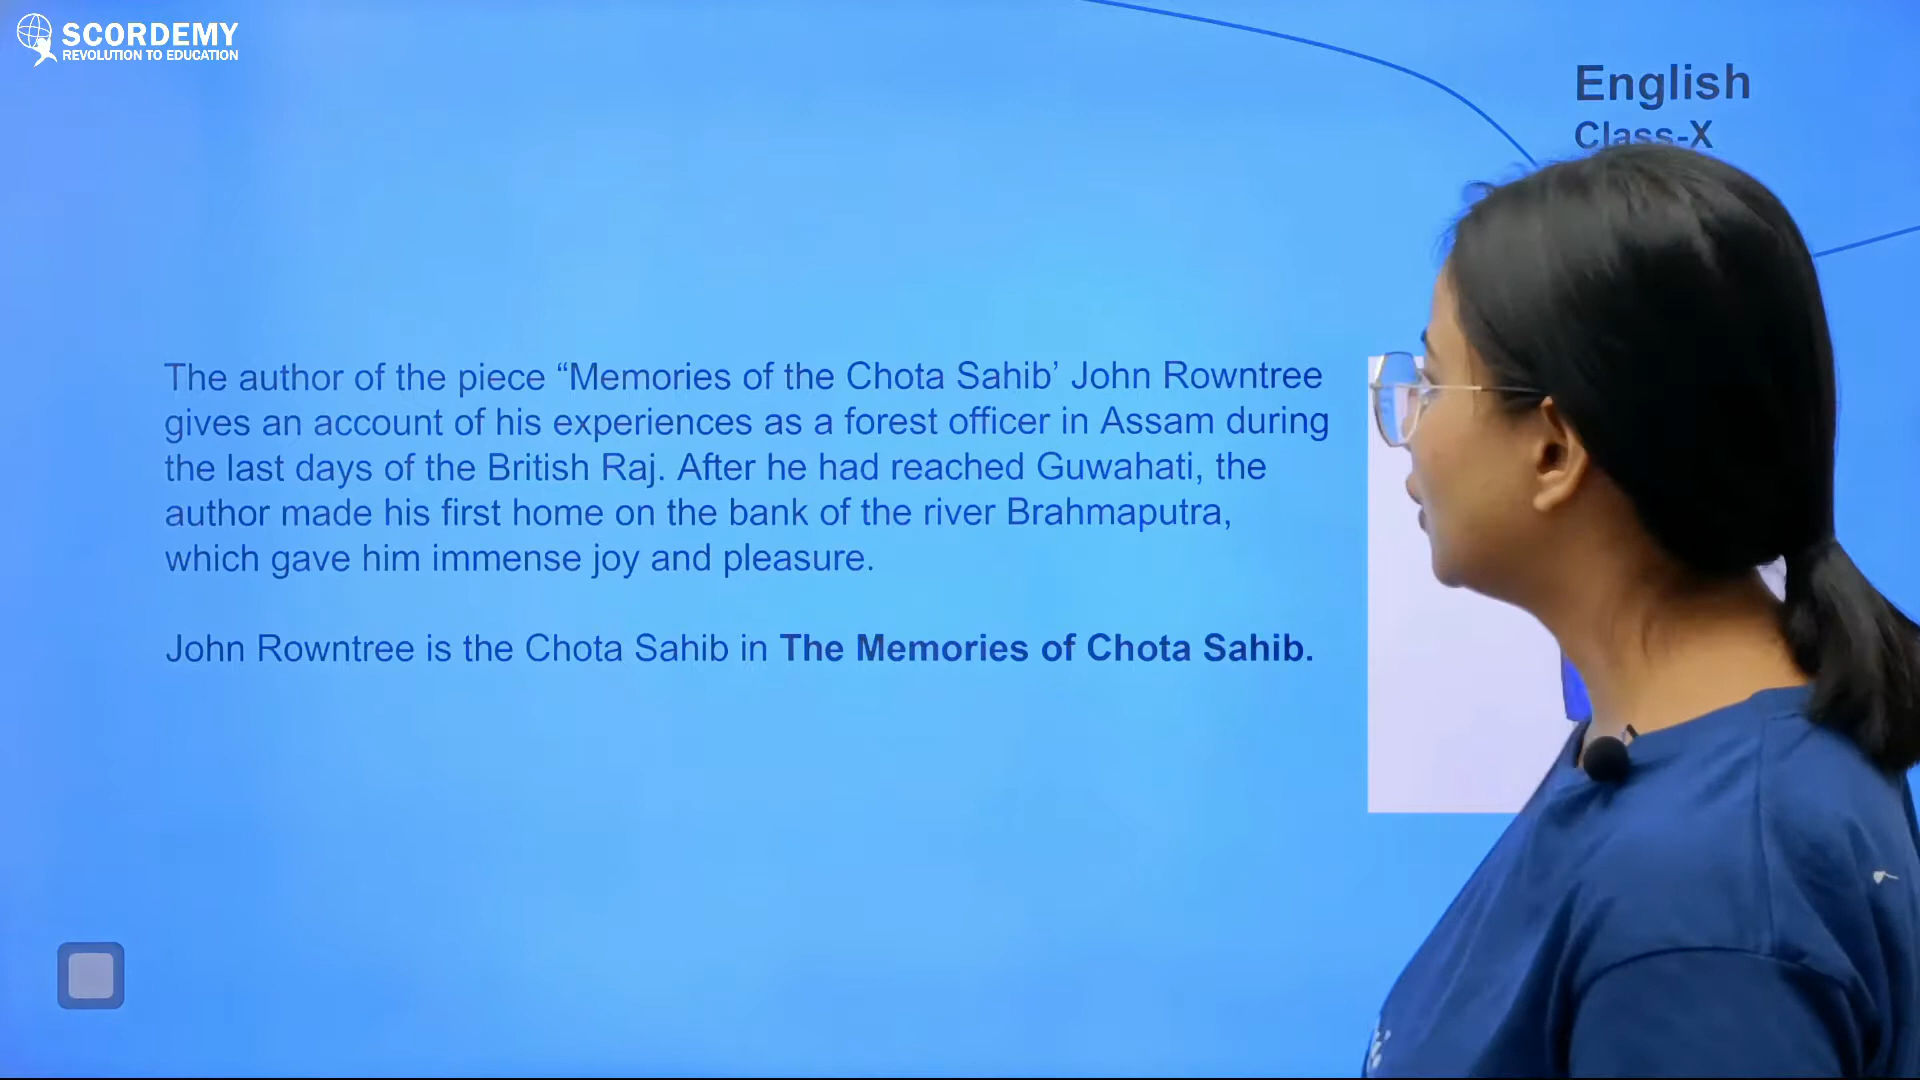 SCORDEMY
REVOLUTION TO EDUCATION
English
Class-X
The author of the piece “Memories of the Chota Sahib’ John Rowntree
gives an account of his experiences as a forest officer in Assam during
the last days of the British Raj. After he had reached Guwahati, the
author made his first home on the bank of the river Brahmaputra,
which gave him immense joy and pleasure.
John Rowntree is the Chota Sahib in The Memories of Chota Sahib.